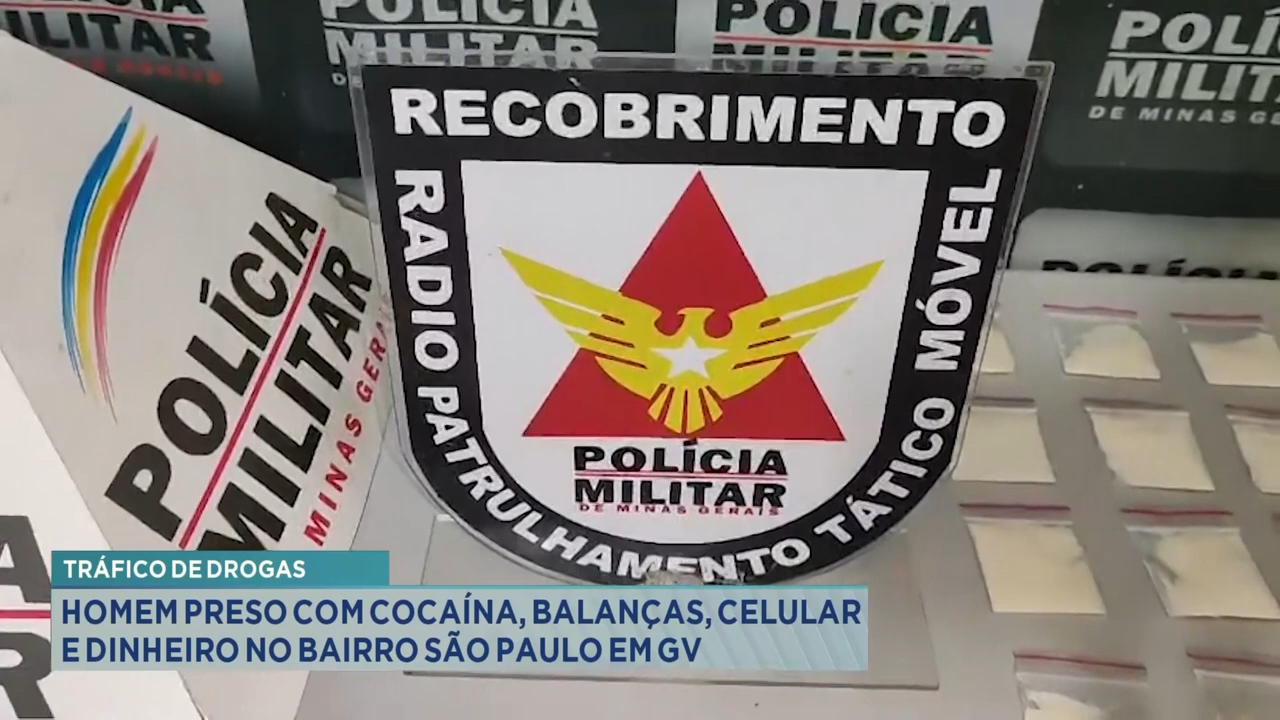 POLÍCIA
MILITAR
POLÍCIA
MILITAR
POLÍCIA
MILITAR
POLÍCIA
DE MINAS GERAIS
POLÍCIA
MILITAR
MINAS GERAIS
RECOBRIMENTO
RADIO PATRULHAMENTO TÁTICO MÓVEL
POLÍCIA
MILITAR
DE MINAS GERAIS
POLÍCIA
TRÁFICO DE DROGAS
HOMEM PRESO COM COCAÍNA, BALANÇAS, CELULAR
E DINHEIRO NO BAIRRO SÃO PAULO EM GV